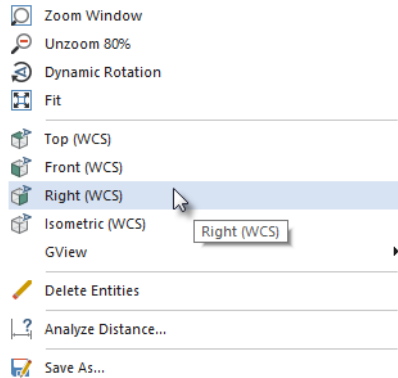 Zoom Window
Unzoom 80%
Dynamic Rotation
Fit
Top (WCS)
Front (WCS)
Right (WCS)
Isometric (WCS)
Right (WCS)
GView
Delete Entities
?
Analyze Distance...
Save As...